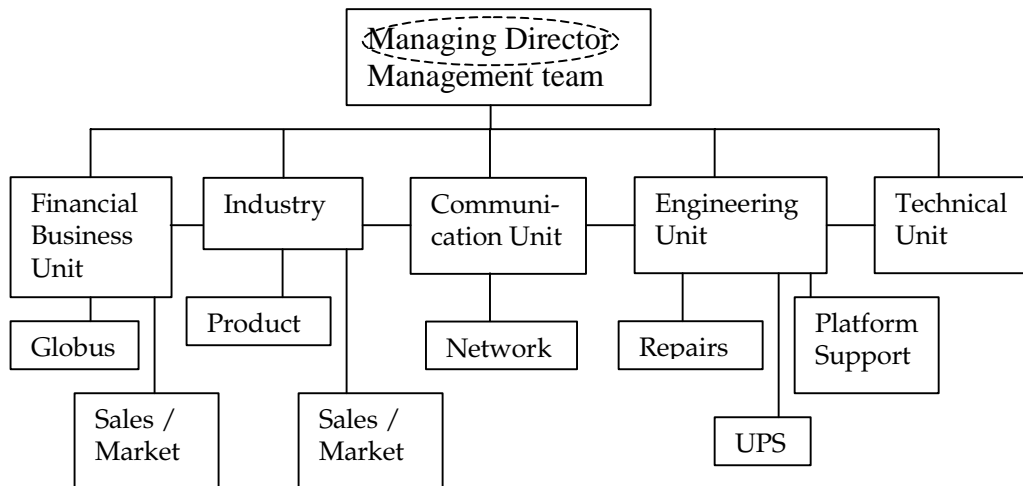 Managing Director
Management team
Financial
Business
Unit
Industry
Communi-
cation Unit
Engineering
Unit
Technical
Unit
Globus
Product
Network
Repairs
Platform
Support
Sales /
Market
Sales /
Market
UPS